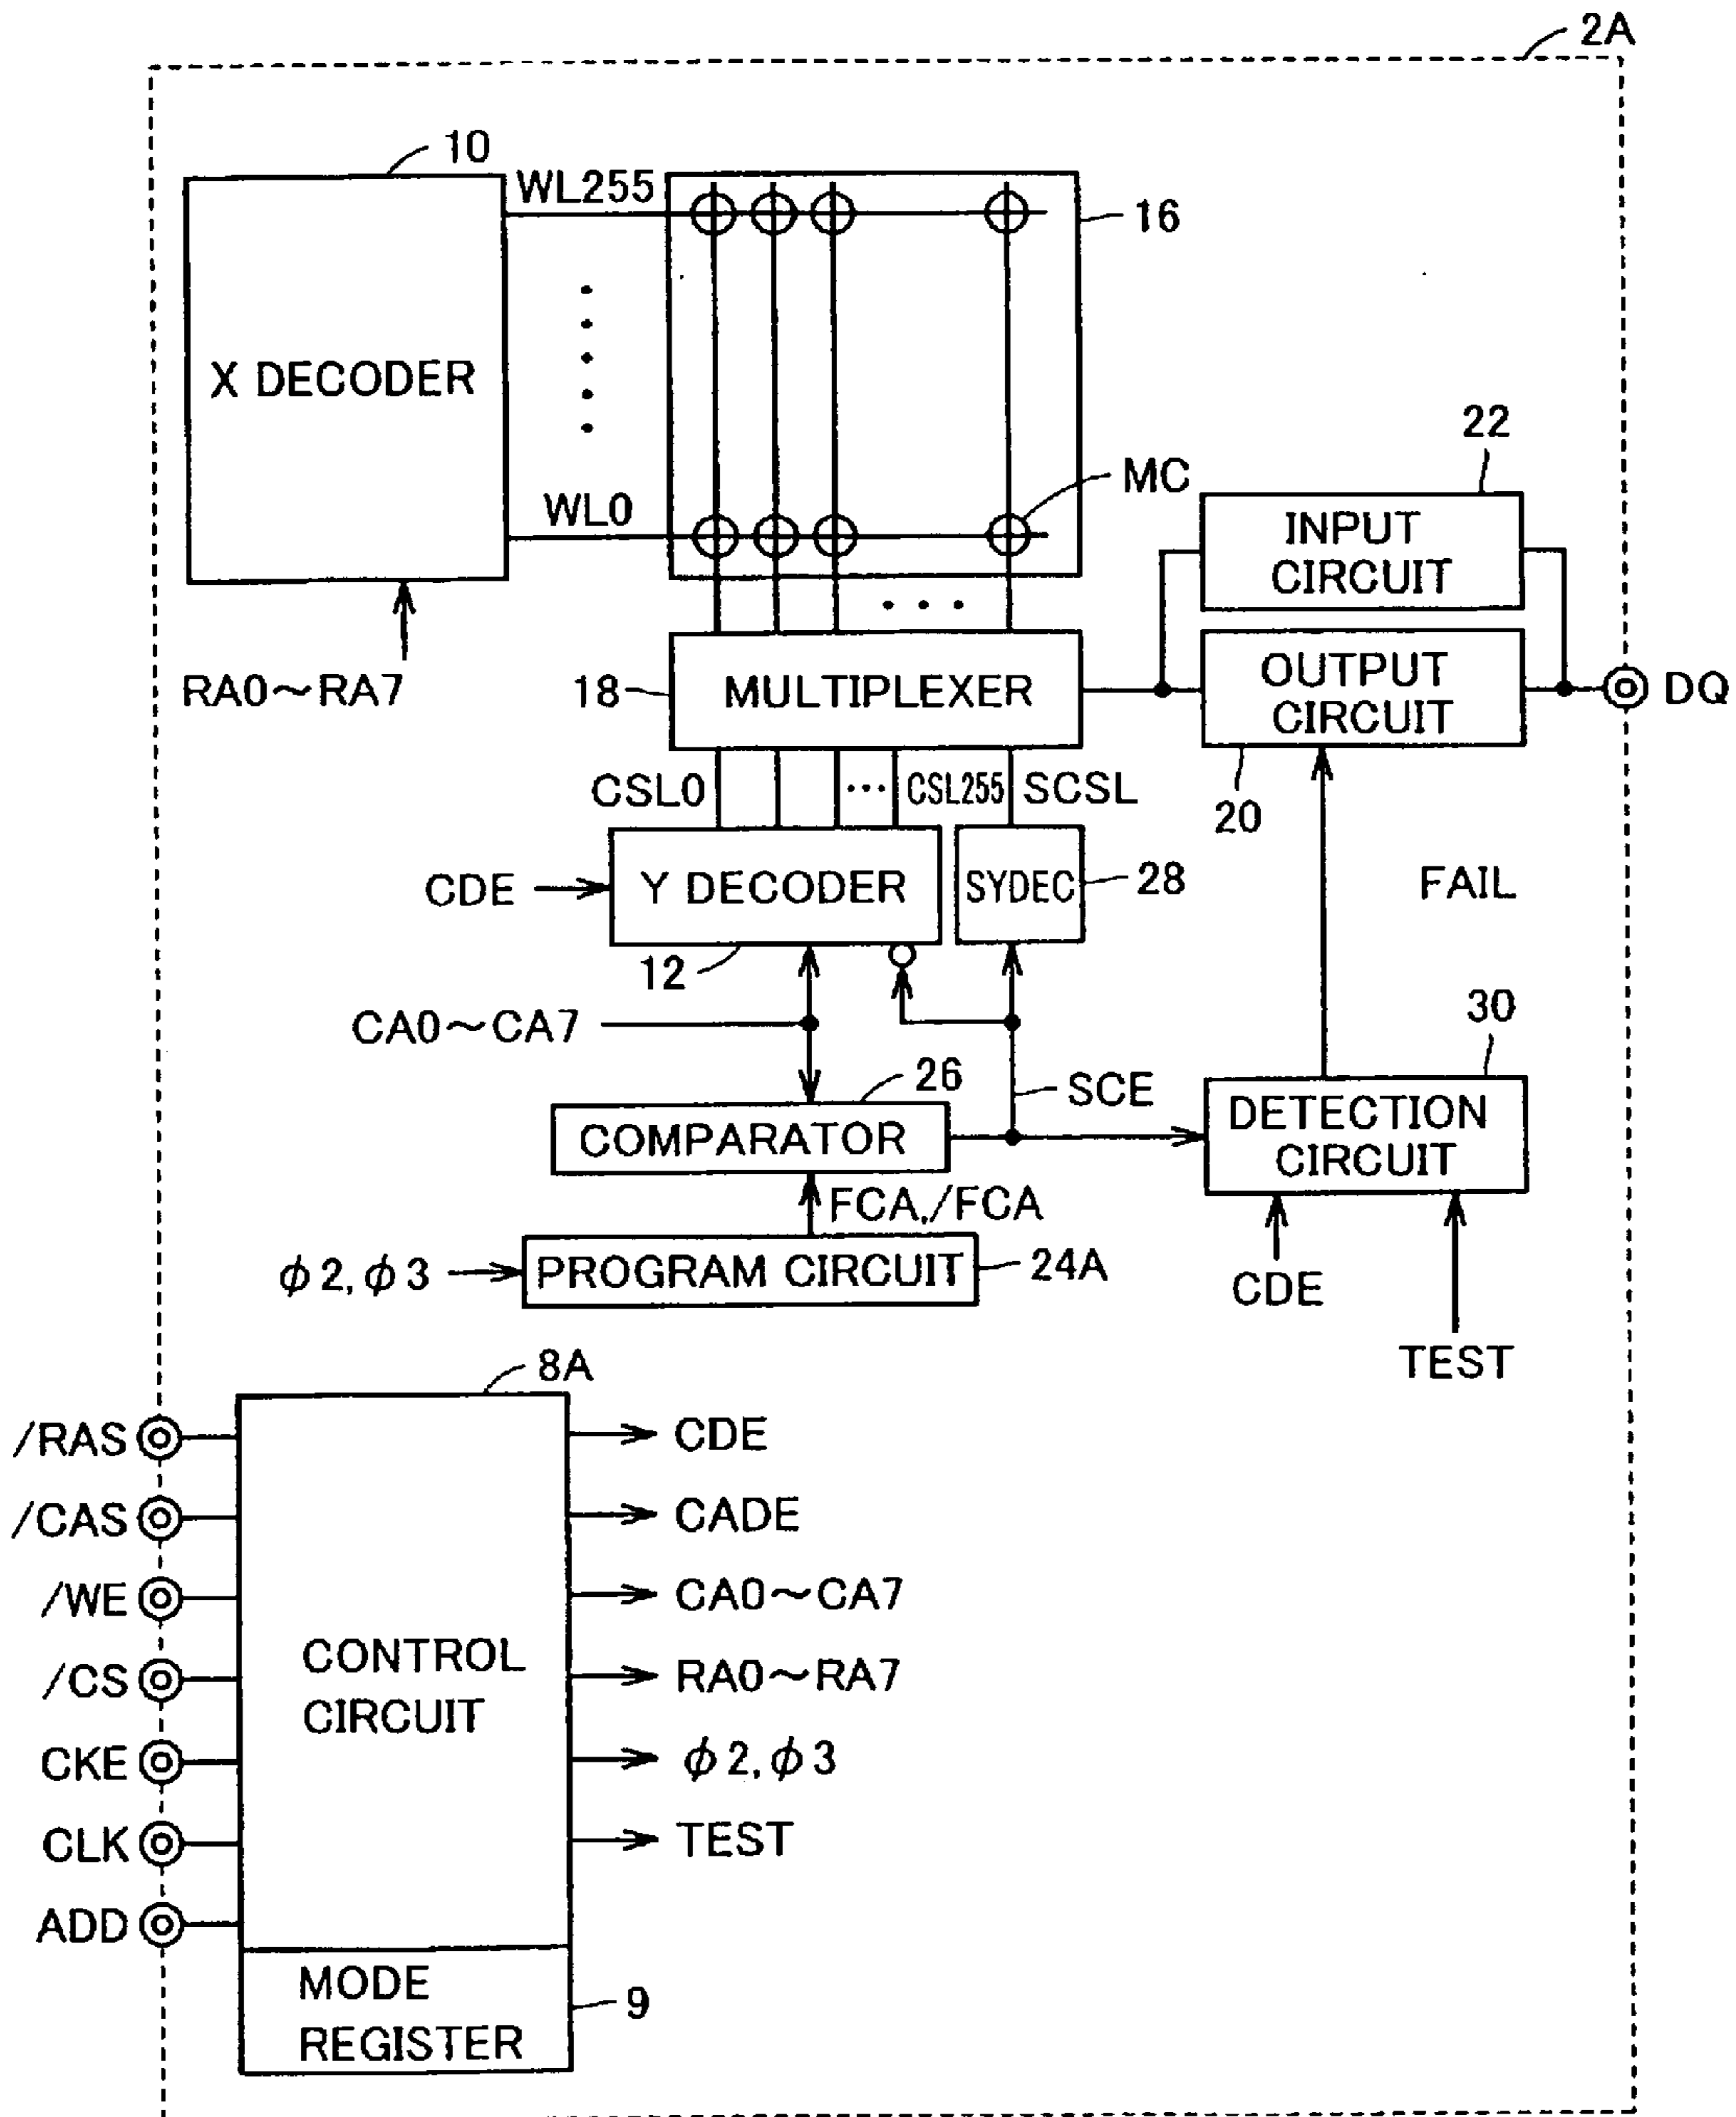 2A
10
WL255
16
X DECODER
22
MC
WL0
INPUT
CIRCUIT
RA0～RA7
18
MULTIPLEXER
OUTPUT
CIRCUIT
DQ
CSL0
...
CSL255
SCSL
20
CDE
Y DECODER
SYDEC
28
FAIL
12
CA0～CA7
30
26
SCE
COMPARATOR
DETECTION
CIRCUIT
FCA,/FCA
φ2,φ3
PROGRAM CIRCUIT
24A
CDE
TEST
8A
/RAS
CDE
/CAS
CADE
/WE
CA0～CA7
CONTROL
CIRCUIT
/CS
RA0～RA7
CKE
φ2,φ3
CLK
TEST
ADD
MODE
REGISTER
9